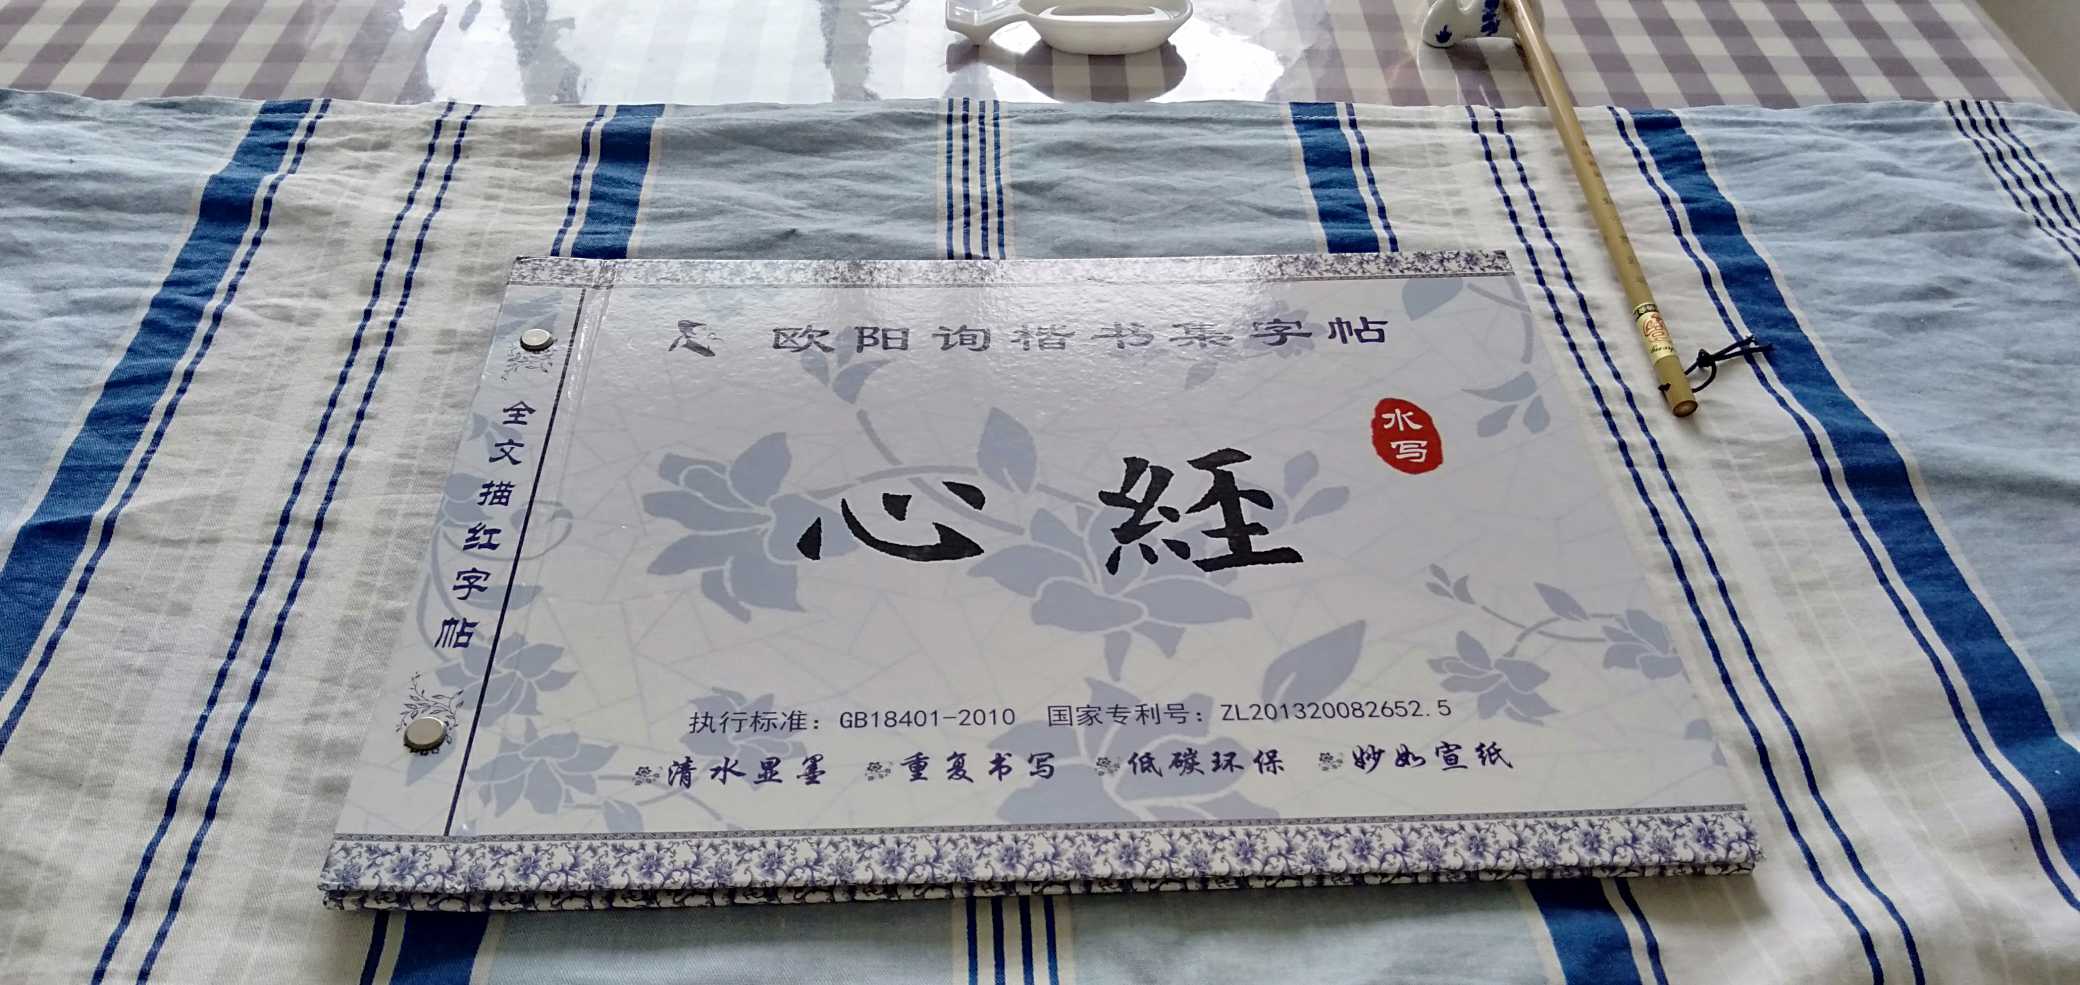 欧阳询楷书集字帖
水写
心經
全文描红字帖
执行标准：GB18401-2010 国家专利号：ZL201320082652.5
清水显墨 重复书写 低碳环保 妙如宣纸